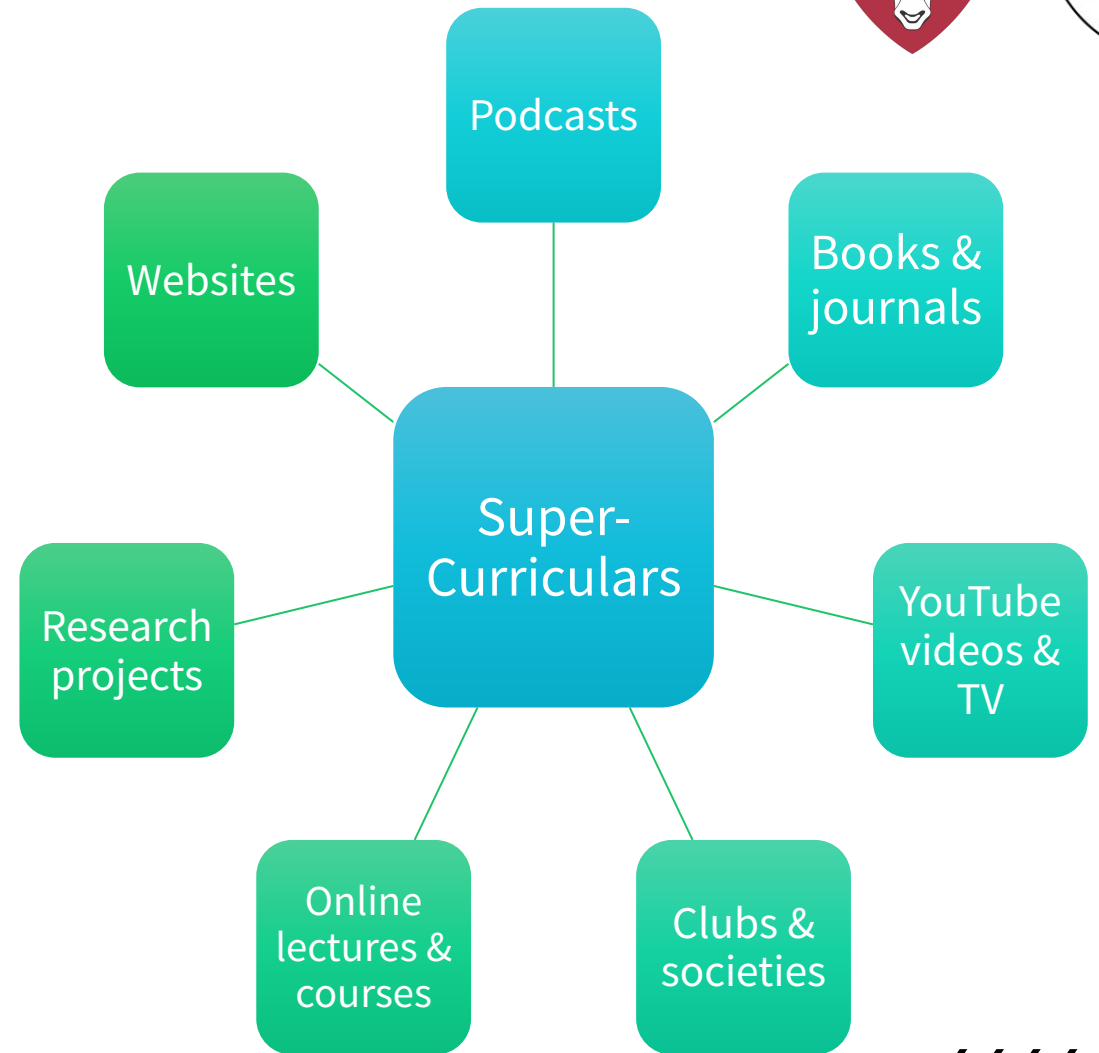 Podcasts
Websites
Books &
journals
Super-
Curriculars
Research
projects
YouTube
videos &
TV
Online
lectures &
courses
Clubs &
societies